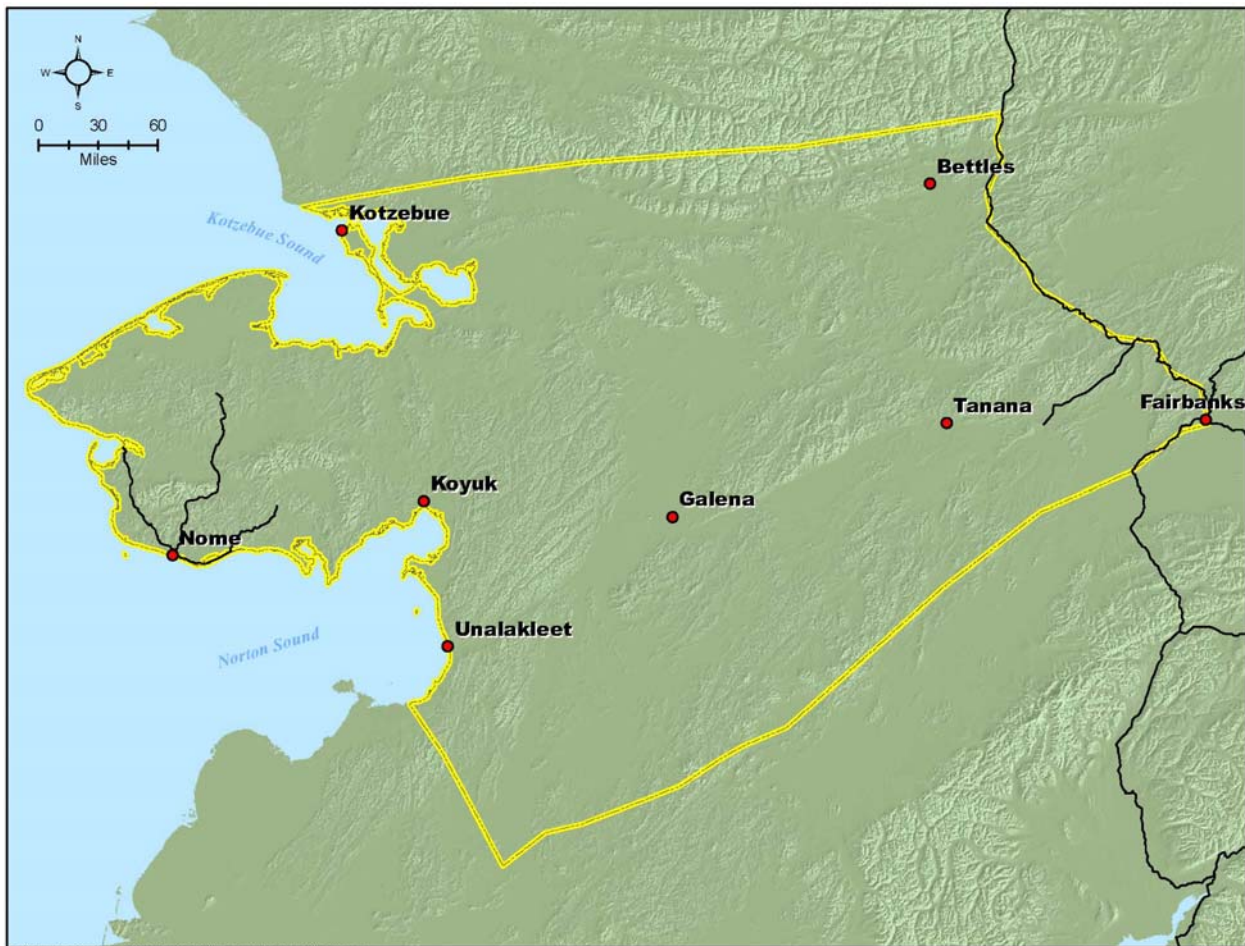 N
W E
S
0 30 60
Miles
Bettles
Kotzebue
Kotzebue Sound
Tanana
Fairbanks
Koyuk
Galena
Nome
Unalakleet
Norton Sound